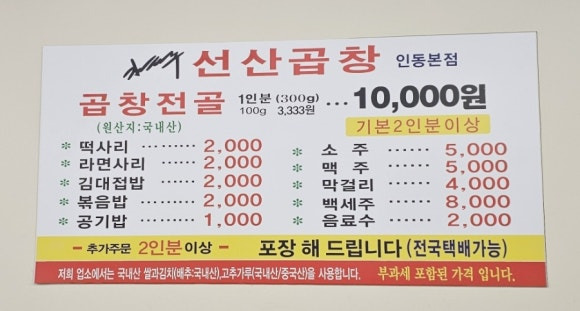 선산곱창 인동본점
곱창전골 1인분 (300g) ... 10,000원
100g 3,333원
(원산지:국내산)
기본2인분이상
* 떡사리 ········· 2,000
* 라면사리 ······ 2,000
* 김대접밥 ······ 2,000
* 볶음밥 ········· 2,000
* 공기밥 ········· 1,000
* 소 주 ········· 5,000
* 맥 주 ········· 5,000
* 막걸리 ········· 4,000
* 백세주 ········· 8,000
* 음료수 ········· 2,000
- 추가주문 2인분이상 - 포장 해 드립니다 (전국택배가능)
저희 업소에서는 국내산 쌀과김치(배추:국내산),고추가루(국내산/중국산)을 사용합니다. 부과세 포함된 가격 입니다.